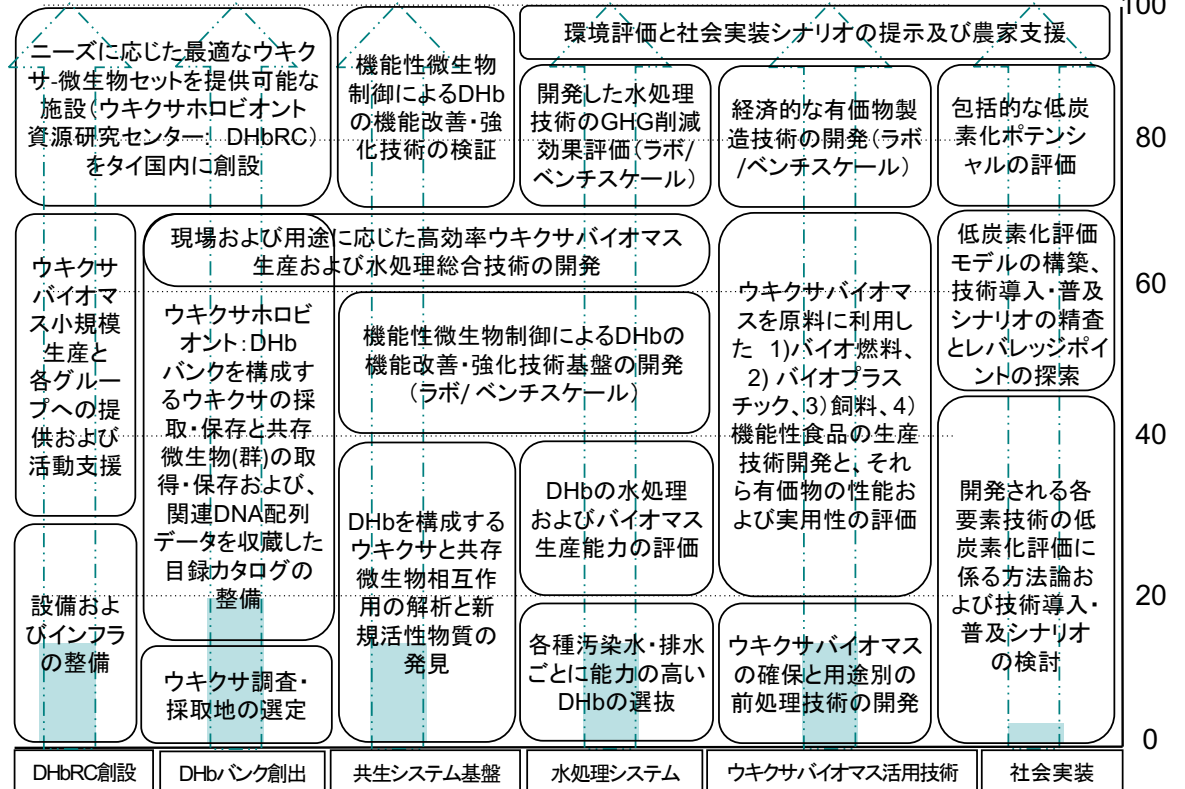 100
環境評価と社会実装シナリオの提示及び農家支援
ニーズに応じた最適なウキク
サ-微生物セットを提供可能な
施設(ウキクサホロビオント
資源研究センター: DHbRC)
をタイ国内に創設
機能性微生物
制御によるDHb
の機能改善・強
化技術の検証
開発した水処理
技術のGHG削減
効果評価(ラボ/
ベンチスケール)
経済的な有価物製
造技術の開発(ラボ
/ベンチスケール)
包括的な低炭
素化ポテンシ
ャルの評価
80
ウキクサ
バイオマ
ス小規模
生産と
各グルー
プへの提
供および
活動支援
現場および用途に応じた高効率ウキクサバイオマス
生産および水処理総合技術の開発
ウキクサホロビ
オント:DHb
バンクを構成す
るウキクサの採
取・保存と共存
微生物(群)の取
得・保存および、
関連DNA配列
データを収蔵した
目録カタログの
整備
機能性微生物制御によるDHbの
機能改善・強化技術基盤の開発
(ラボ/ ベンチスケール)
ウキクサバイオマ
スを原料に利用し
た 1)バイオ燃料、
2) バイオプラス
チック、3)飼料、4)
機能性食品の生産
技術開発と、それ
ら有価物の性能お
よび実用性の評価
低炭素化評価
モデルの構築、
技術導入・普及
シナリオの精査
とレバレッジポイ
ントの探索
60
40
設備およ
びインフラ
の整備
ウキクサ調査・
採取地の選定
DHbを構成する
ウキクサと共存
微生物相互作
用の解析と新
規活性物質の
発見
DHbの水処理
およびバイオマス
生産能力の評価
各種汚染水・排水
ごとに能力の高い
DHbの選抜
ウキクサバイオマス
の確保と用途別の
前処理技術の開発
開発される各
要素技術の低
炭素化評価に
係る方法論お
よび技術導入・
普及シナリオ
の検討
20
0
DHbRC創設
DHbバンク創出
共生システム基盤
水処理システム
ウキクサバイオマス活用技術
社会実装